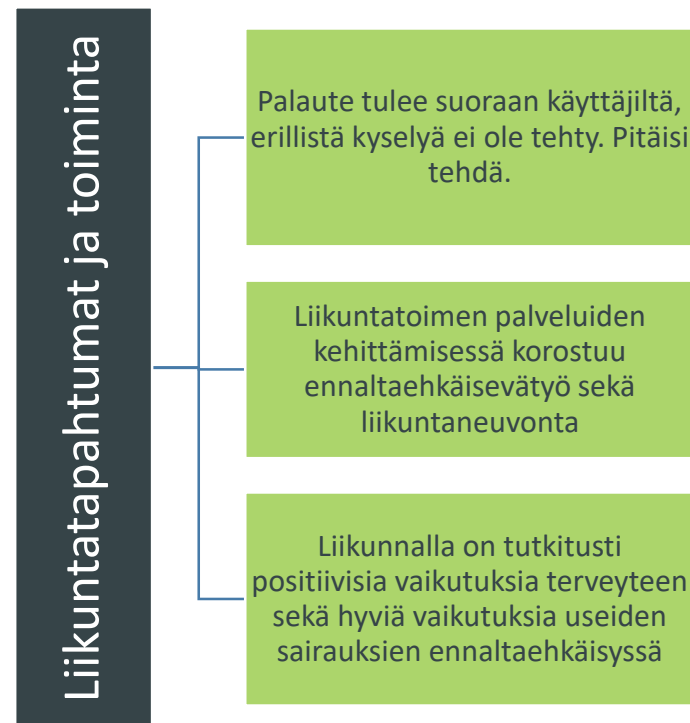 Liikuntatapahtumat ja toiminta
Palaute tulee suoraan käyttäjiltä,
erillistä kyselyä ei ole tehty. Pitäisi
tehdä.
Liikuntatoimen palveluiden
kehittämisessä korostuu
ennaltaehkäisevätyö sekä
liikuntaneuvonta
Liikunnalla on tutkitusti
positiivisia vaikutuksia terveyteen
sekä hyviä vaikutuksia useiden
sairauksien ennaltaehkäisyssä